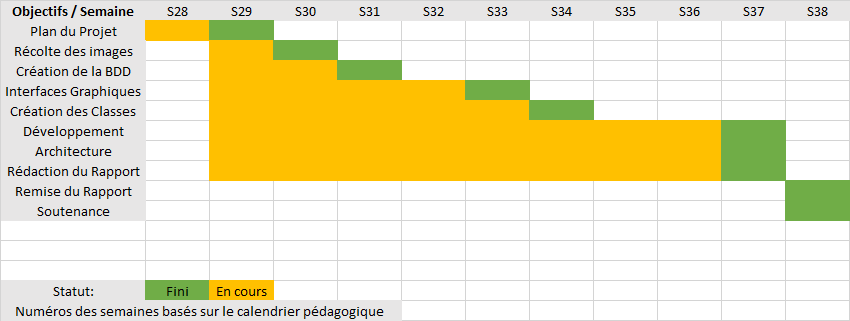 Objectifs / Semaine S28 S29 S30 S31 S32 S33 S34 S35 S36 S37 S38
Plan du Projet
Récolte des images
Création de la BDD
Interfaces Graphiques
Création des Classes
Développement
Architecture
Rédaction du Rapport
Remise du Rapport
Soutenance
Statut: Fini En cours
Numéros des semaines basés sur le calendrier pédagogique